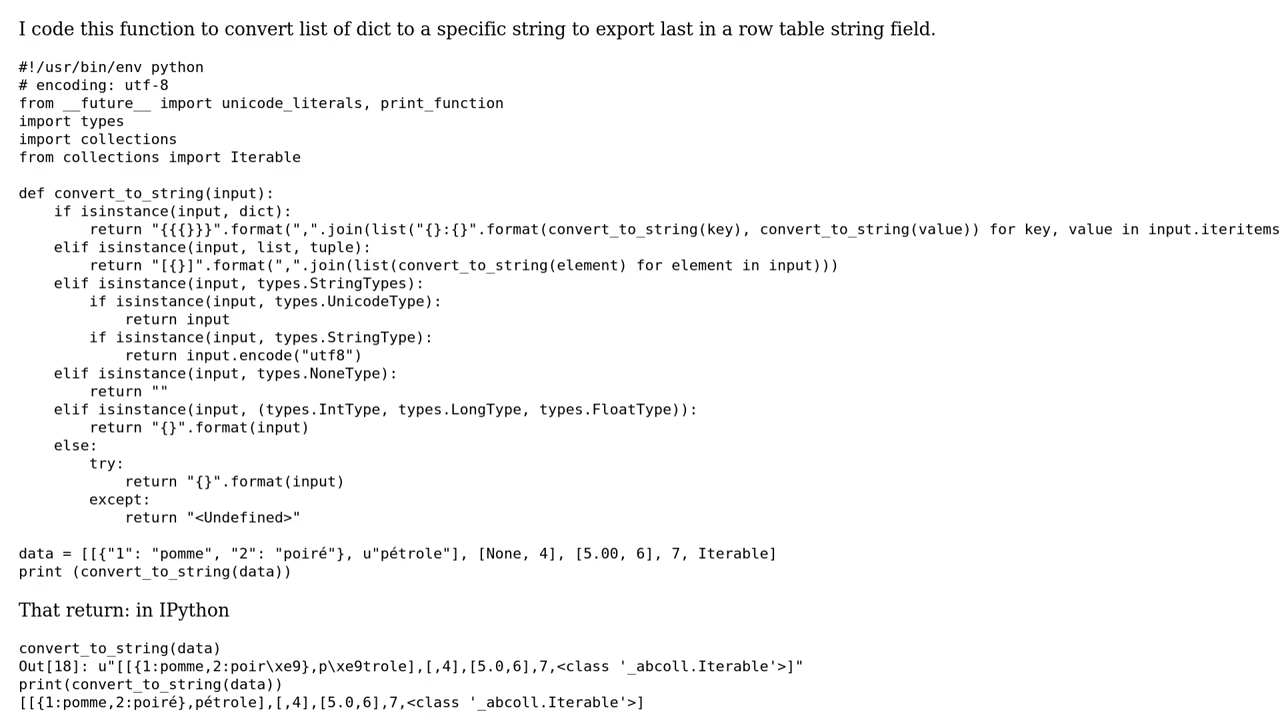 I code this function to convert list of dict to a specific string to export last in a row table string field.
#!/usr/bin/env python
# encoding: utf-8
from __future__ import unicode_literals, print_function
import types
import collections
from collections import Iterable
def convert_to_string(input):
    if isinstance(input, dict):
        return "{{{}}}".format(",".join(list("{}:{}".format(convert_to_string(key), convert_to_string(value)) for key, value in input.iteritems
    elif isinstance(input, list, tuple):
        return "[{}]".format(",".join(list(convert_to_string(element) for element in input)))
    elif isinstance(input, types.StringTypes):
        if isinstance(input, types.UnicodeType):
            return input
        if isinstance(input, types.StringType):
            return input.encode("utf8")
    elif isinstance(input, types.NoneType):
        return ""
    elif isinstance(input, (types.IntType, types.LongType, types.FloatType)):
        return "{}".format(input)
    else:
        try:
            return "{}".format(input)
        except:
            return "<Undefined>"
data = [[{"1": "pomme", "2": "poiré"}, u"pétrole"], [None, 4], [5.00, 6], 7, Iterable]
print (convert_to_string(data))
That return: in IPython
convert_to_string(data)
Out[18]: u"[[{1:pomme,2:poir\xe9},p\xe9trole],[,4],[5.0,6],7,<class '_abcoll.Iterable'>]"
print(convert_to_string(data))
[[{1:pomme,2:poiré},pétrole],[,4],[5.0,6],7,<class '_abcoll.Iterable'>]